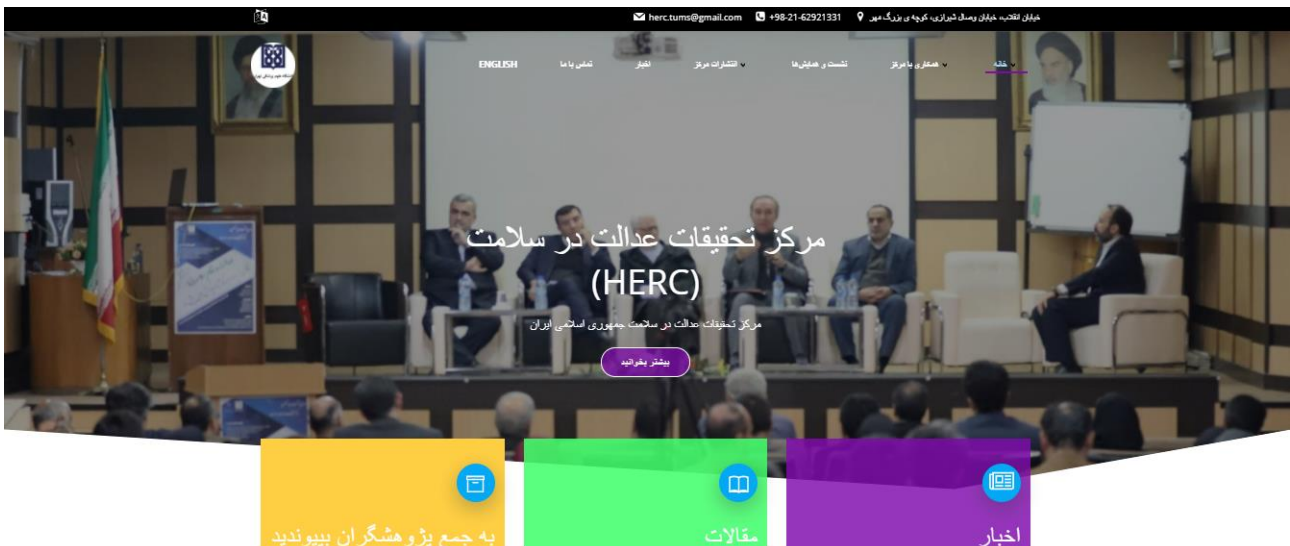 خیابان انقلاب، خیابان وصال شیرازی، کوچه ی بزرگ مهر
+98-21-62921331
herc.tums@gmail.com
خانه
همکاری با مرکز
نشست و همایش‌ها
انتشارات مرکز
اخبار
تماس با ما
ENGLISH
مرکز تحقیقات عدالت در سلامت
(HERC)
مرکز تحقیقات عدالت در سلامت جمهوری اسلامی ایران
بیشتر بخوانید
اخبار
مقالات
به جمع پژوهشگران بپیوندید